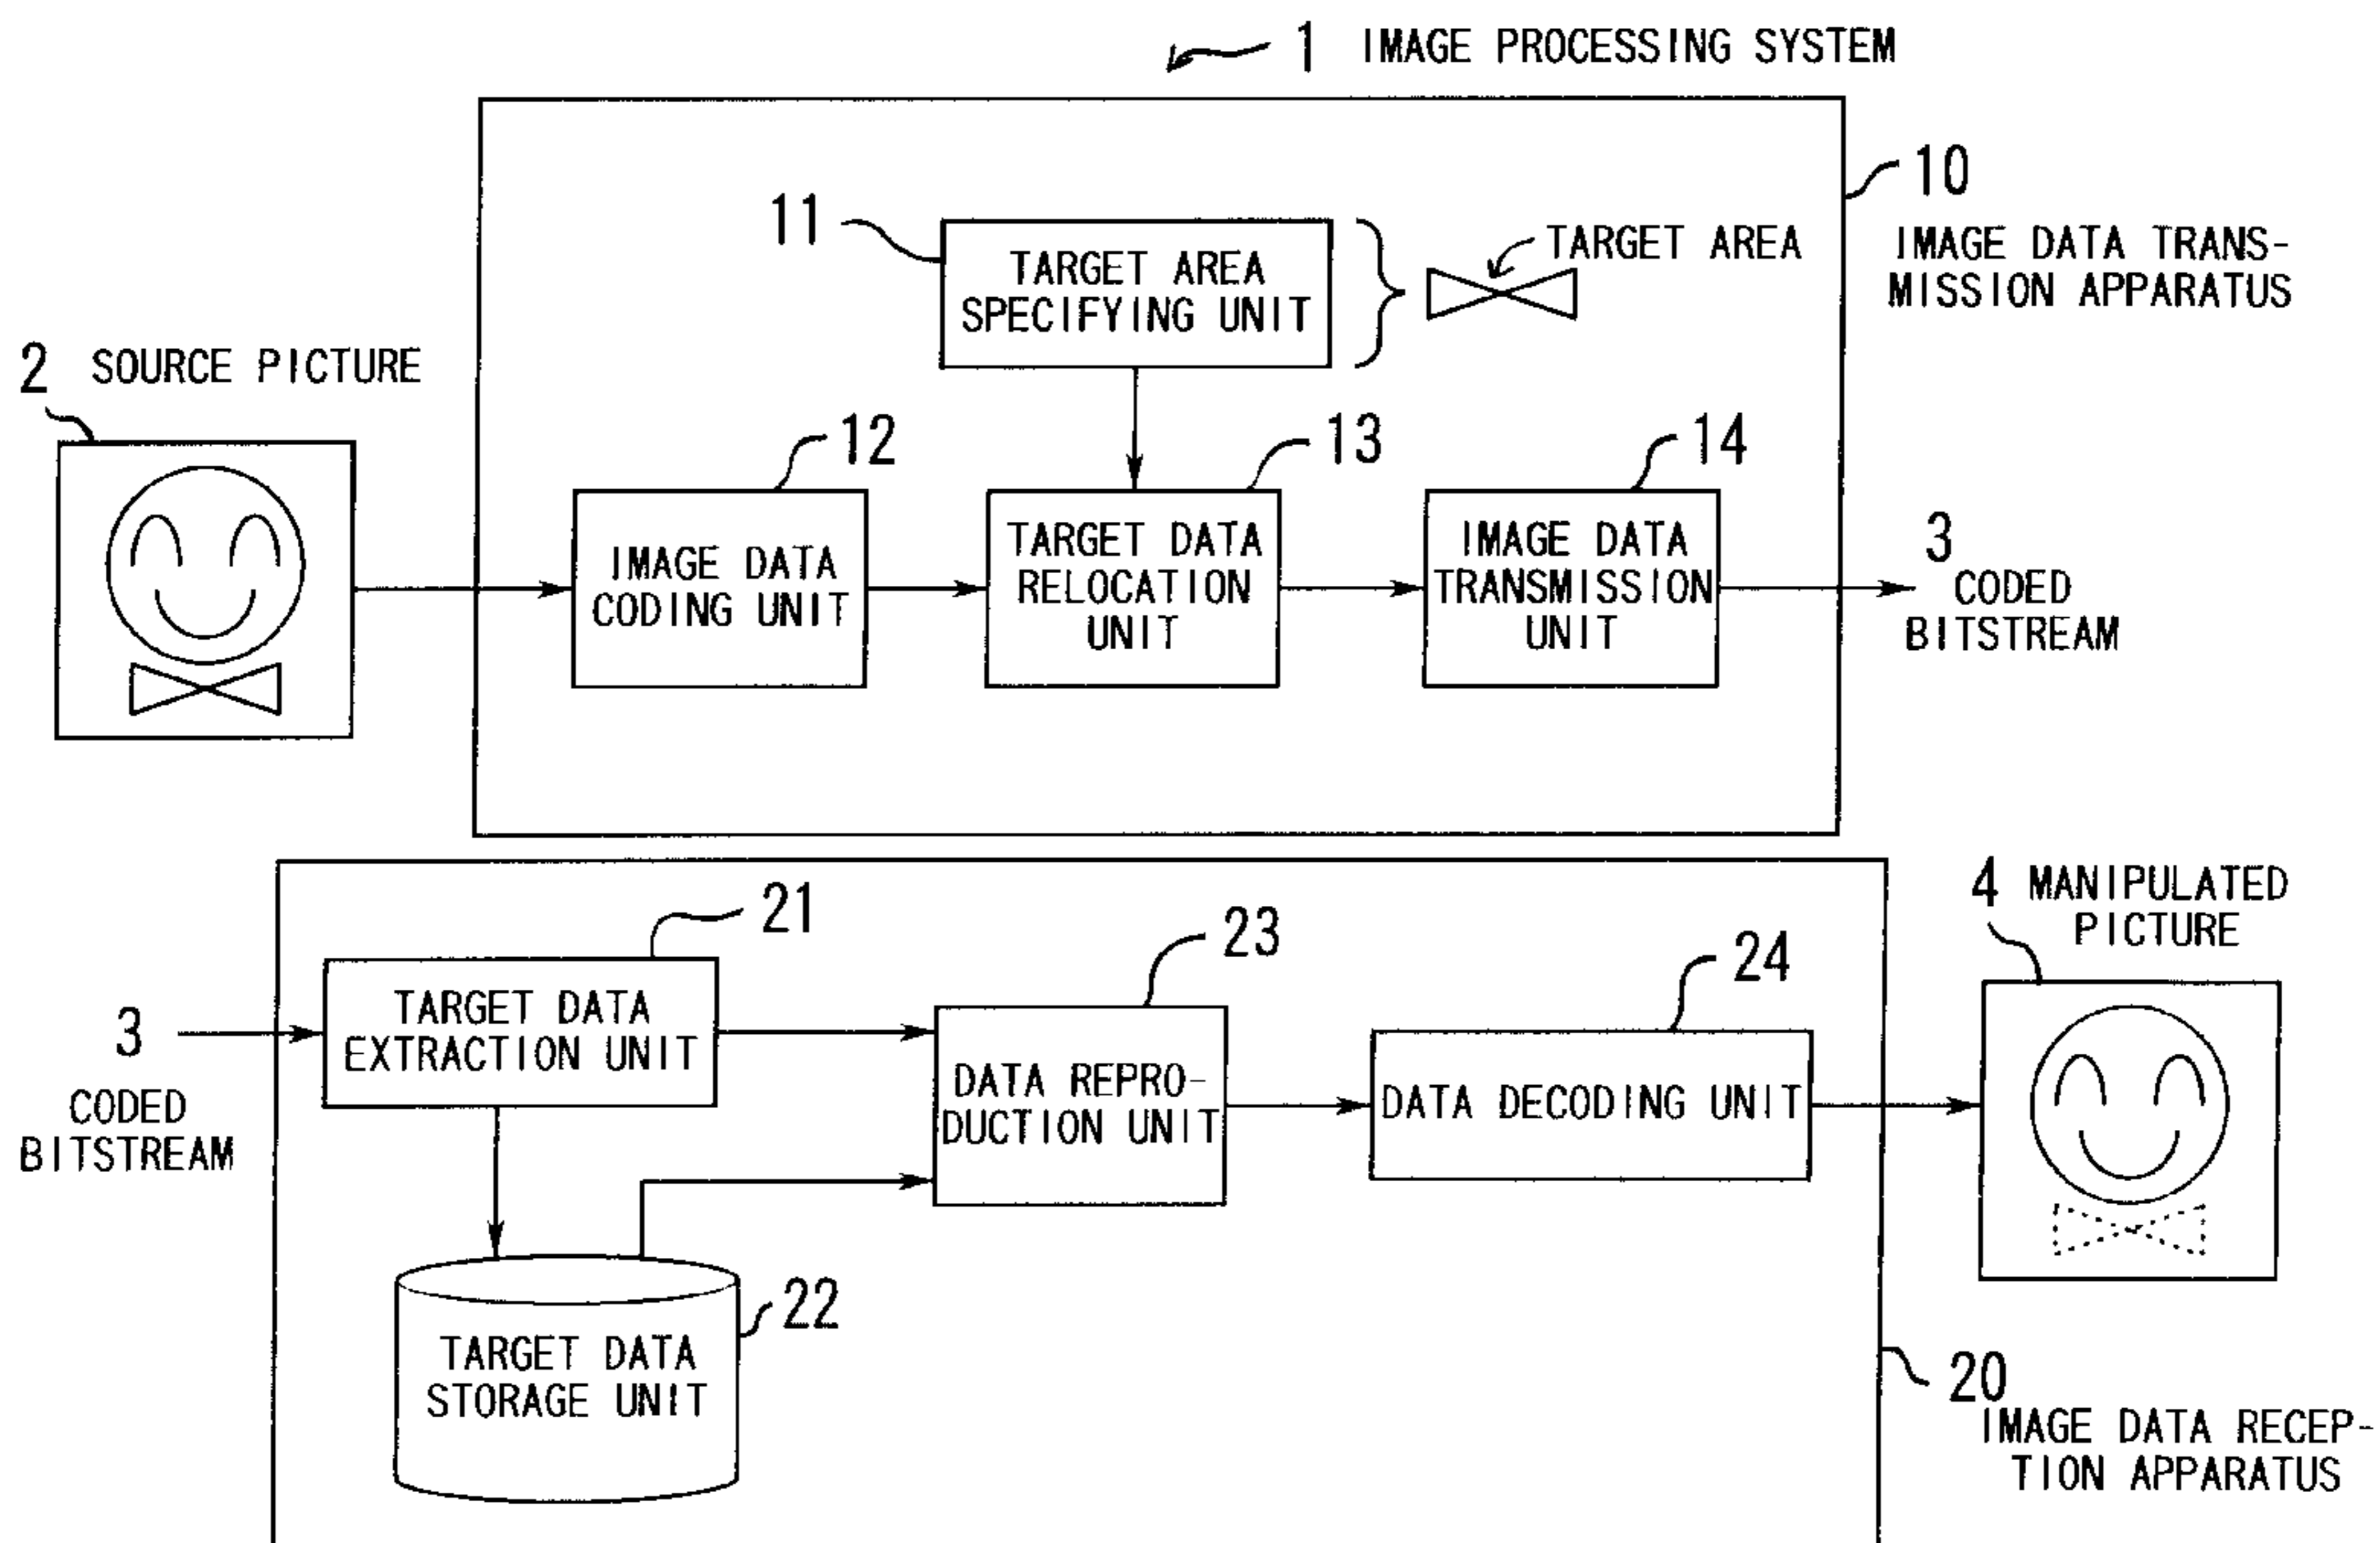 1 IMAGE PROCESSING SYSTEM
10
IMAGE DATA TRANS-
MISSION APPARATUS
11
TARGET AREA
SPECIFYING UNIT
TARGET AREA
2 SOURCE PICTURE
12
IMAGE DATA
CODING UNIT
13
TARGET DATA
RELOCATION
UNIT
14
IMAGE DATA
TRANSMISSION
UNIT
3
CODED
BITSTREAM
3
CODED
BITSTREAM
21
TARGET DATA
EXTRACTION UNIT
22
TARGET DATA
STORAGE UNIT
23
DATA REPRO-
DUCTION UNIT
24
DATA DECODING UNIT
4 MANIPULATED
PICTURE
20
IMAGE DATA RECEP-
TION APPARATUS